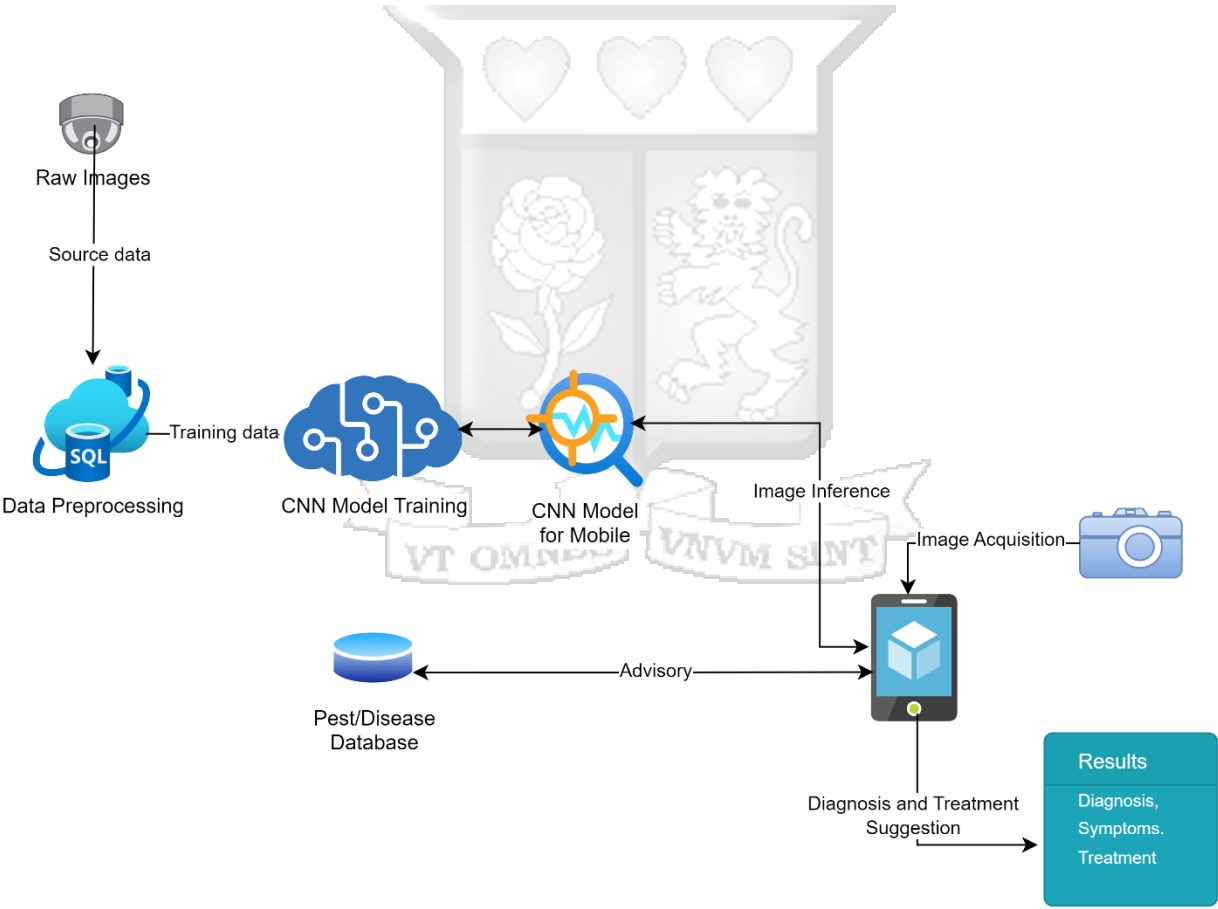 Raw Images
Source data
SQL
Training data
Data Preprocessing
CNN Model Training
CNN Model
for Mobile
Image Inference
Image Acquisition
VT OMNES VNVM SINT
Advisory
Pest/Disease
Database
Diagnosis and Treatment
Suggestion
Results
Diagnosis,
Symptoms.
Treatment